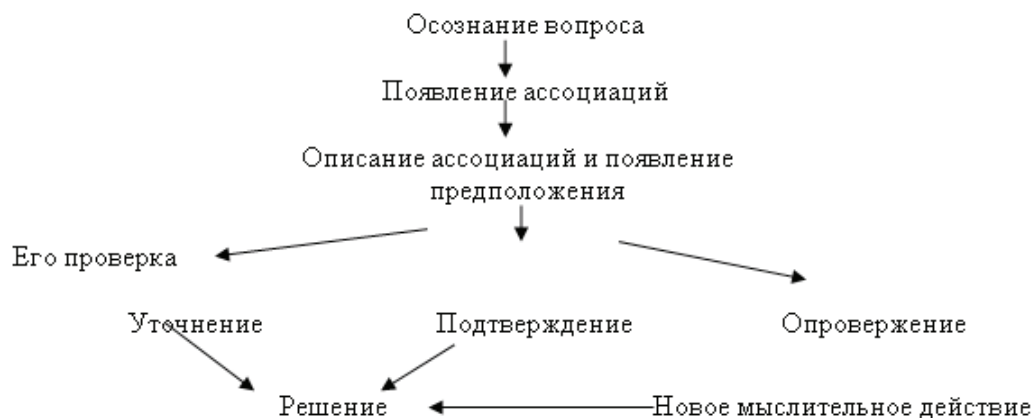 Осознание вопроса
Появление ассоциаций
Описание ассоциаций и появление
предположения
Его проверка
Уточнение
Подтверждение
Опровержение
Решение
Новое мыслительное действие